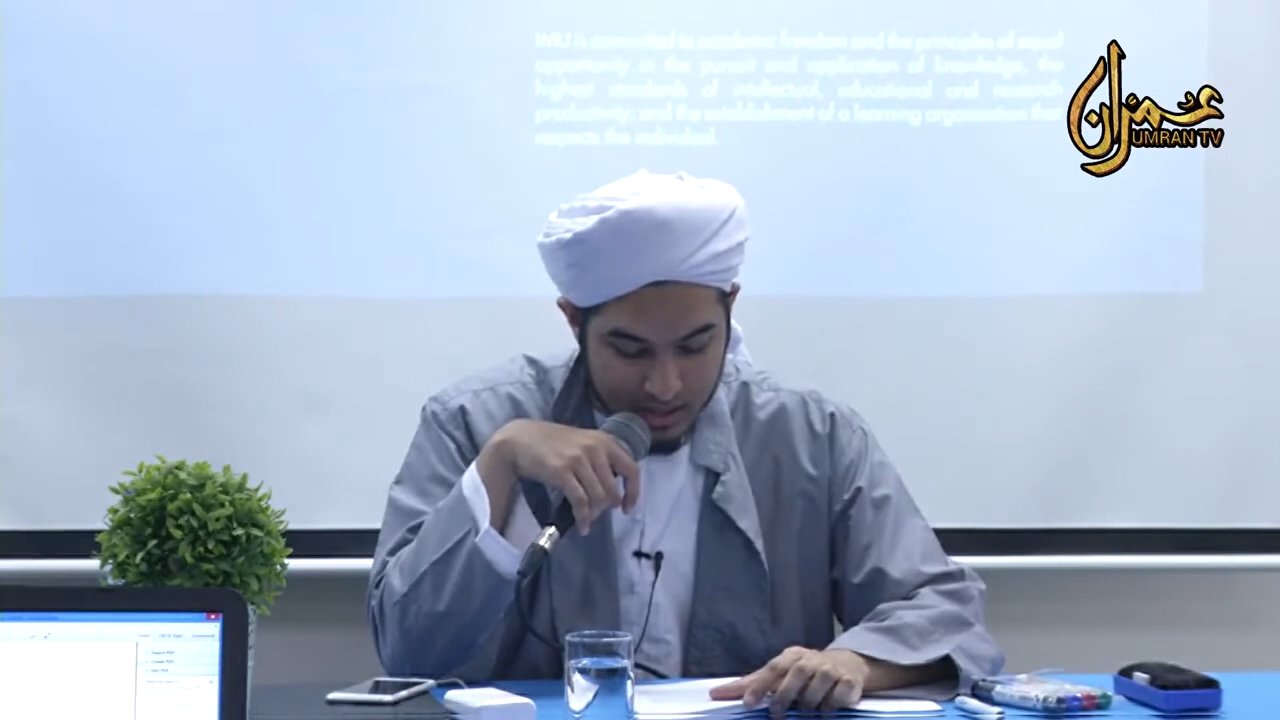 IMU is committed to academic freedom and the principles of equal
opportunity in the pursuit and application of knowledge, the
highest standards of intellectual, educational and research
productivity; and the establishment of a learning organisation that
respects the individual.
عمران
UMRAN TV